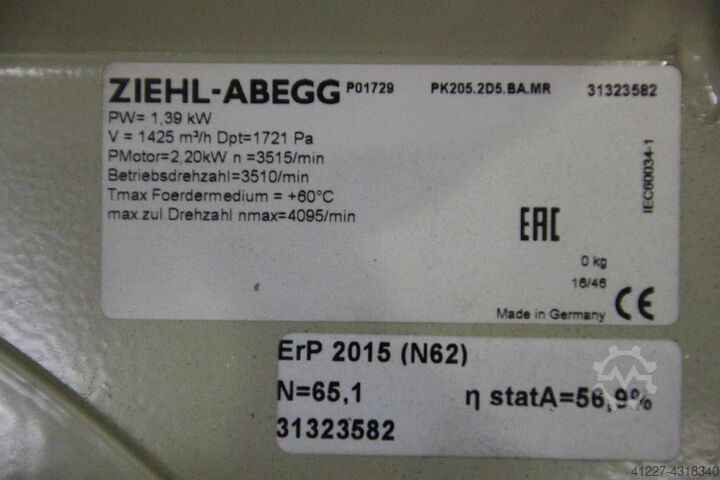 ZIEHL-ABEGG P01729 PK205.2D5.BA.MR 31323582
PW= 1,39 kW
V = 1425 m³/h Dpt=1721 Pa
PMotor=2,20kW n =3515/min
Betriebsdrehzahl=3510/min
Tmax Foerdermedium = +60°C
max.zul.Drehzahl nmax=4095/min
IEC60034-1
EAC
0 kg
16/46
Made in Germany CE
ErP 2015 (N62)
N=65,1 η statA=56,9%
31323582
41227-4318340